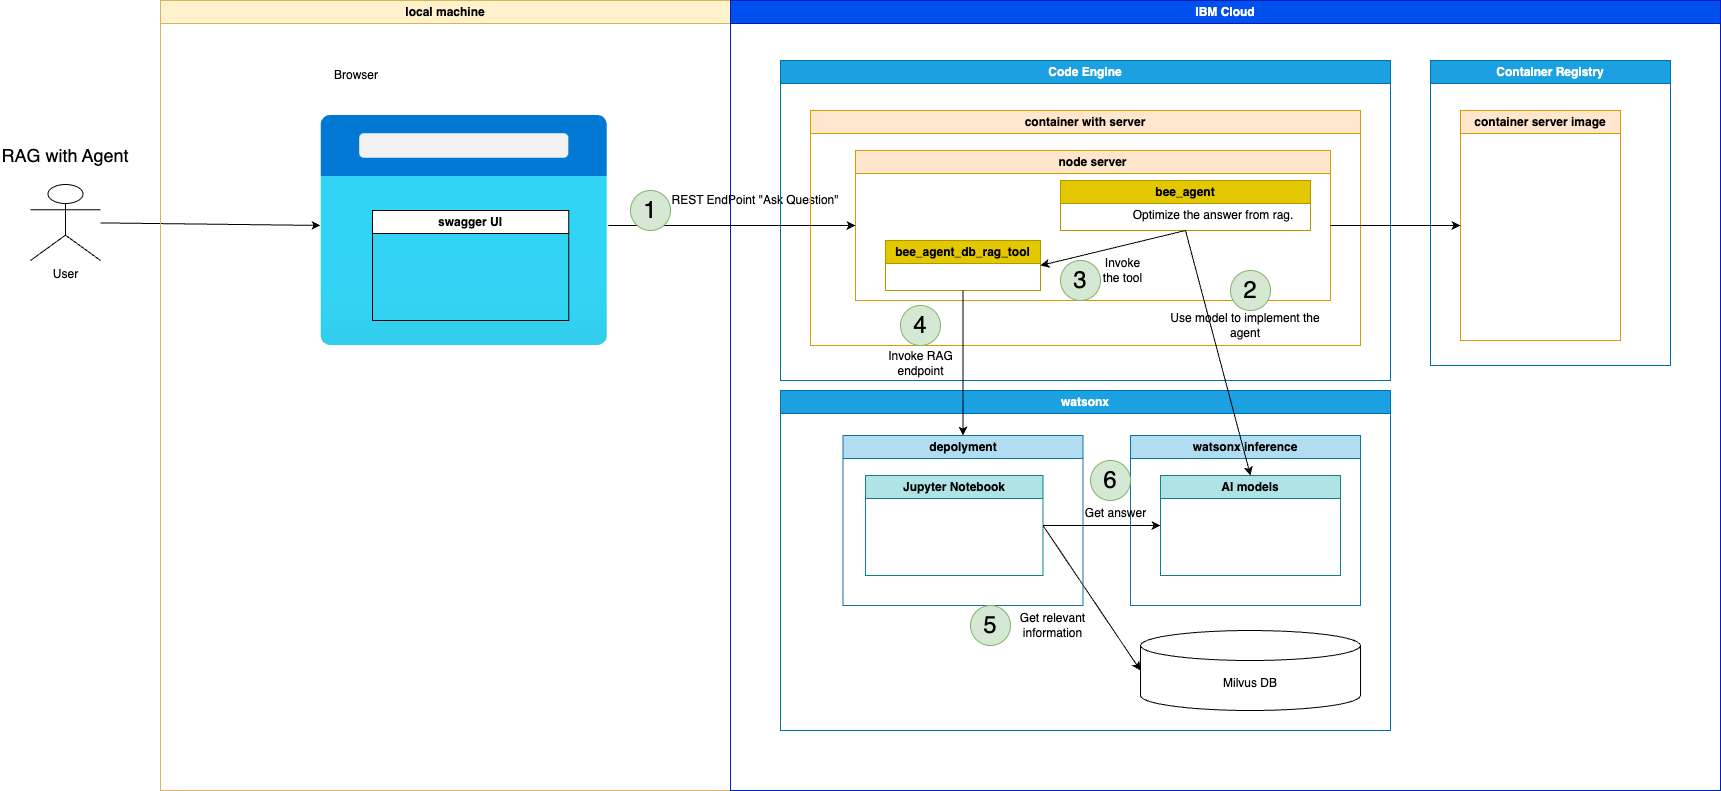 local machine
IBM Cloud
Browser
Code Engine
Container Registry
container with server
container server image
RAG with Agent
node server
bee_agent
Optimize the answer from rag.
1
REST EndPoint "Ask Question"
swagger UI
User
bee_agent_db_rag_tool
3
Invoke
the tool
2
Use model to implement the
agent
4
Invoke RAG
endpoint
watsonx
depolyment
watsonx inference
Jupyter Notebook
AI models
6
Get answer
5
Get relevant
information
Milvus DB